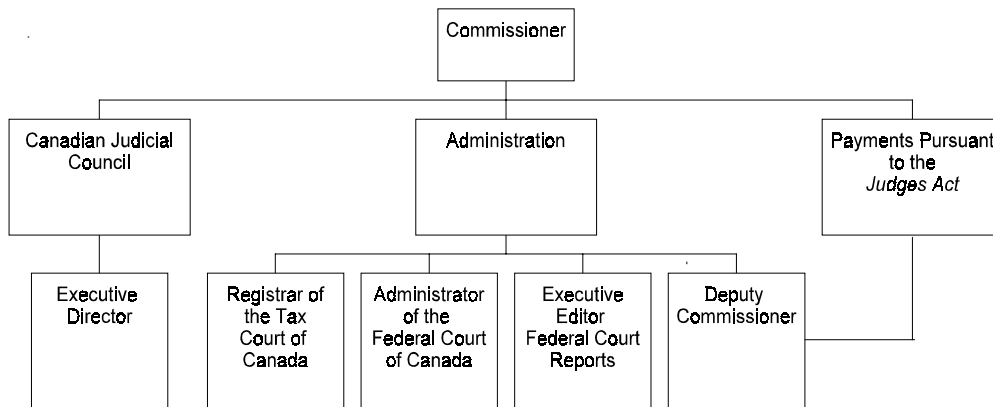 Commissioner
Canadian Judicial
Council
Administration
Payments Pursuant
to the
Judges Act
Executive
Director
Registrar of
the Tax
Court of
Canada
Administrator
of the
Federal Court
of Canada
Executive
Editor
Federal Court
Reports
Deputy
Commissioner